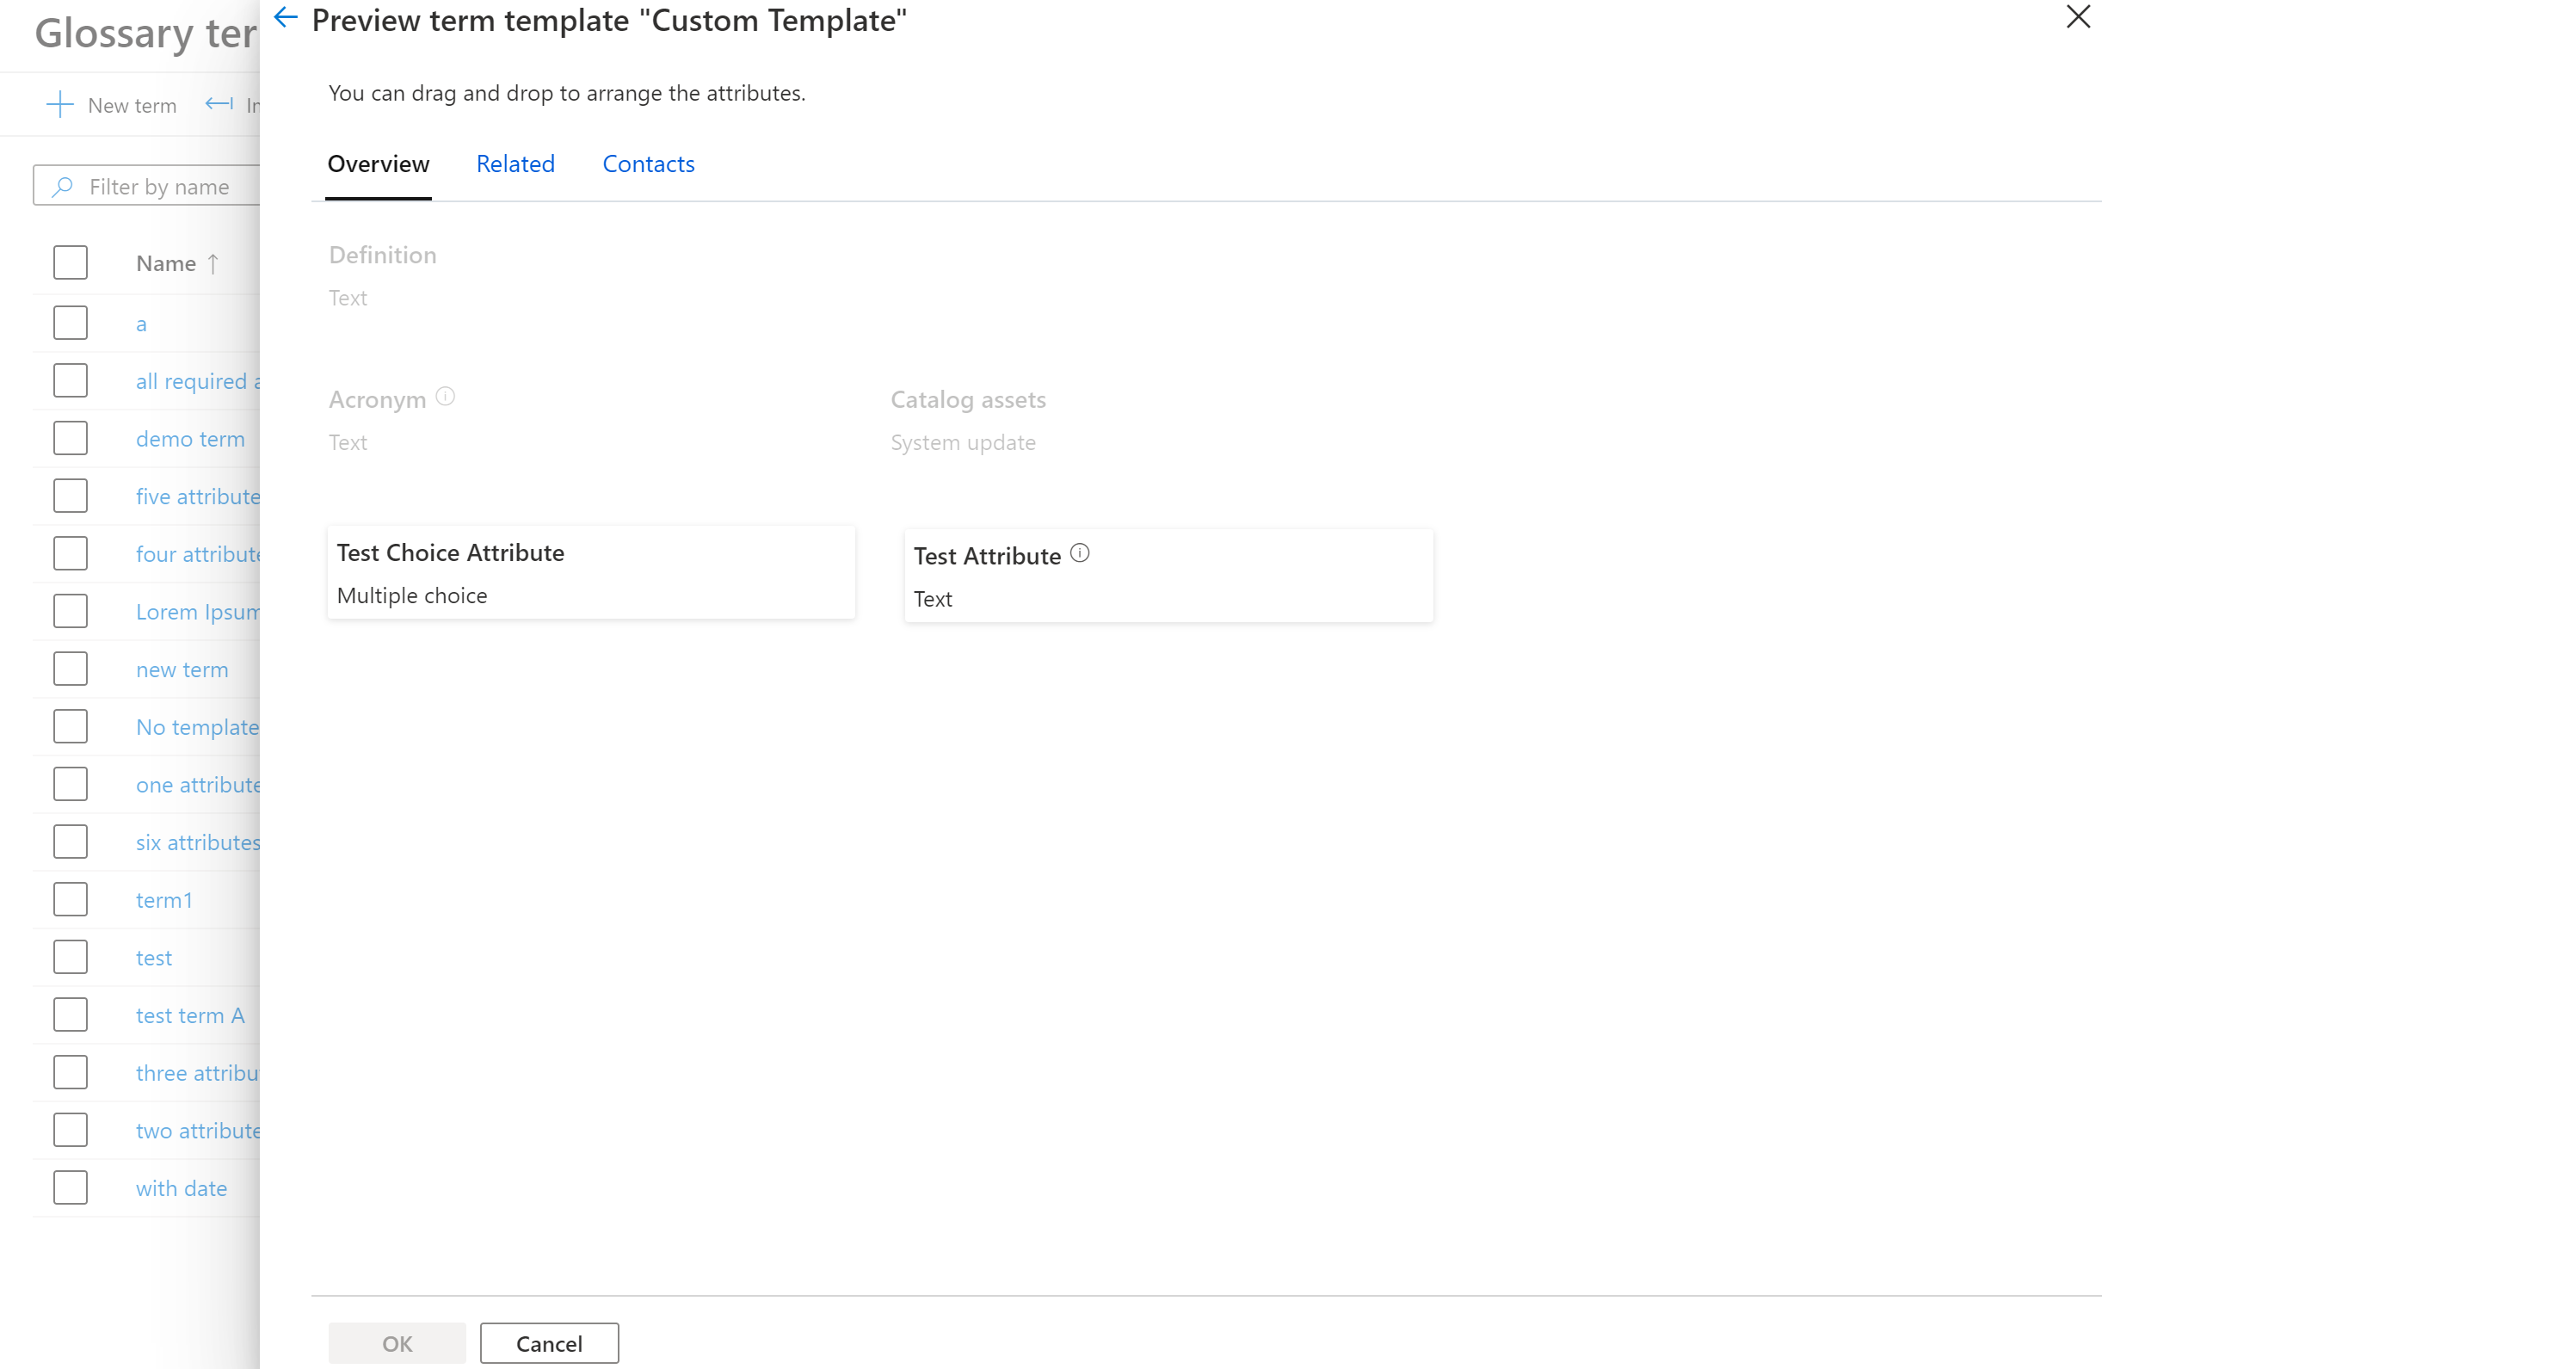 Glossary ter
New term
Filter by name
Name ↑
a
all required a
demo term
five attribute
four attribute
Lorem Ipsum
new term
No template
one attribute
six attributes
term1
test
test term A
three attribu
two attribute
with date
Preview term template "Custom Template"
You can drag and drop to arrange the attributes.
Overview Related Contacts
Definition
Text
Acronym
Text
Catalog assets
System update
Test Choice Attribute
Multiple choice
Test Attribute
Text
OK Cancel